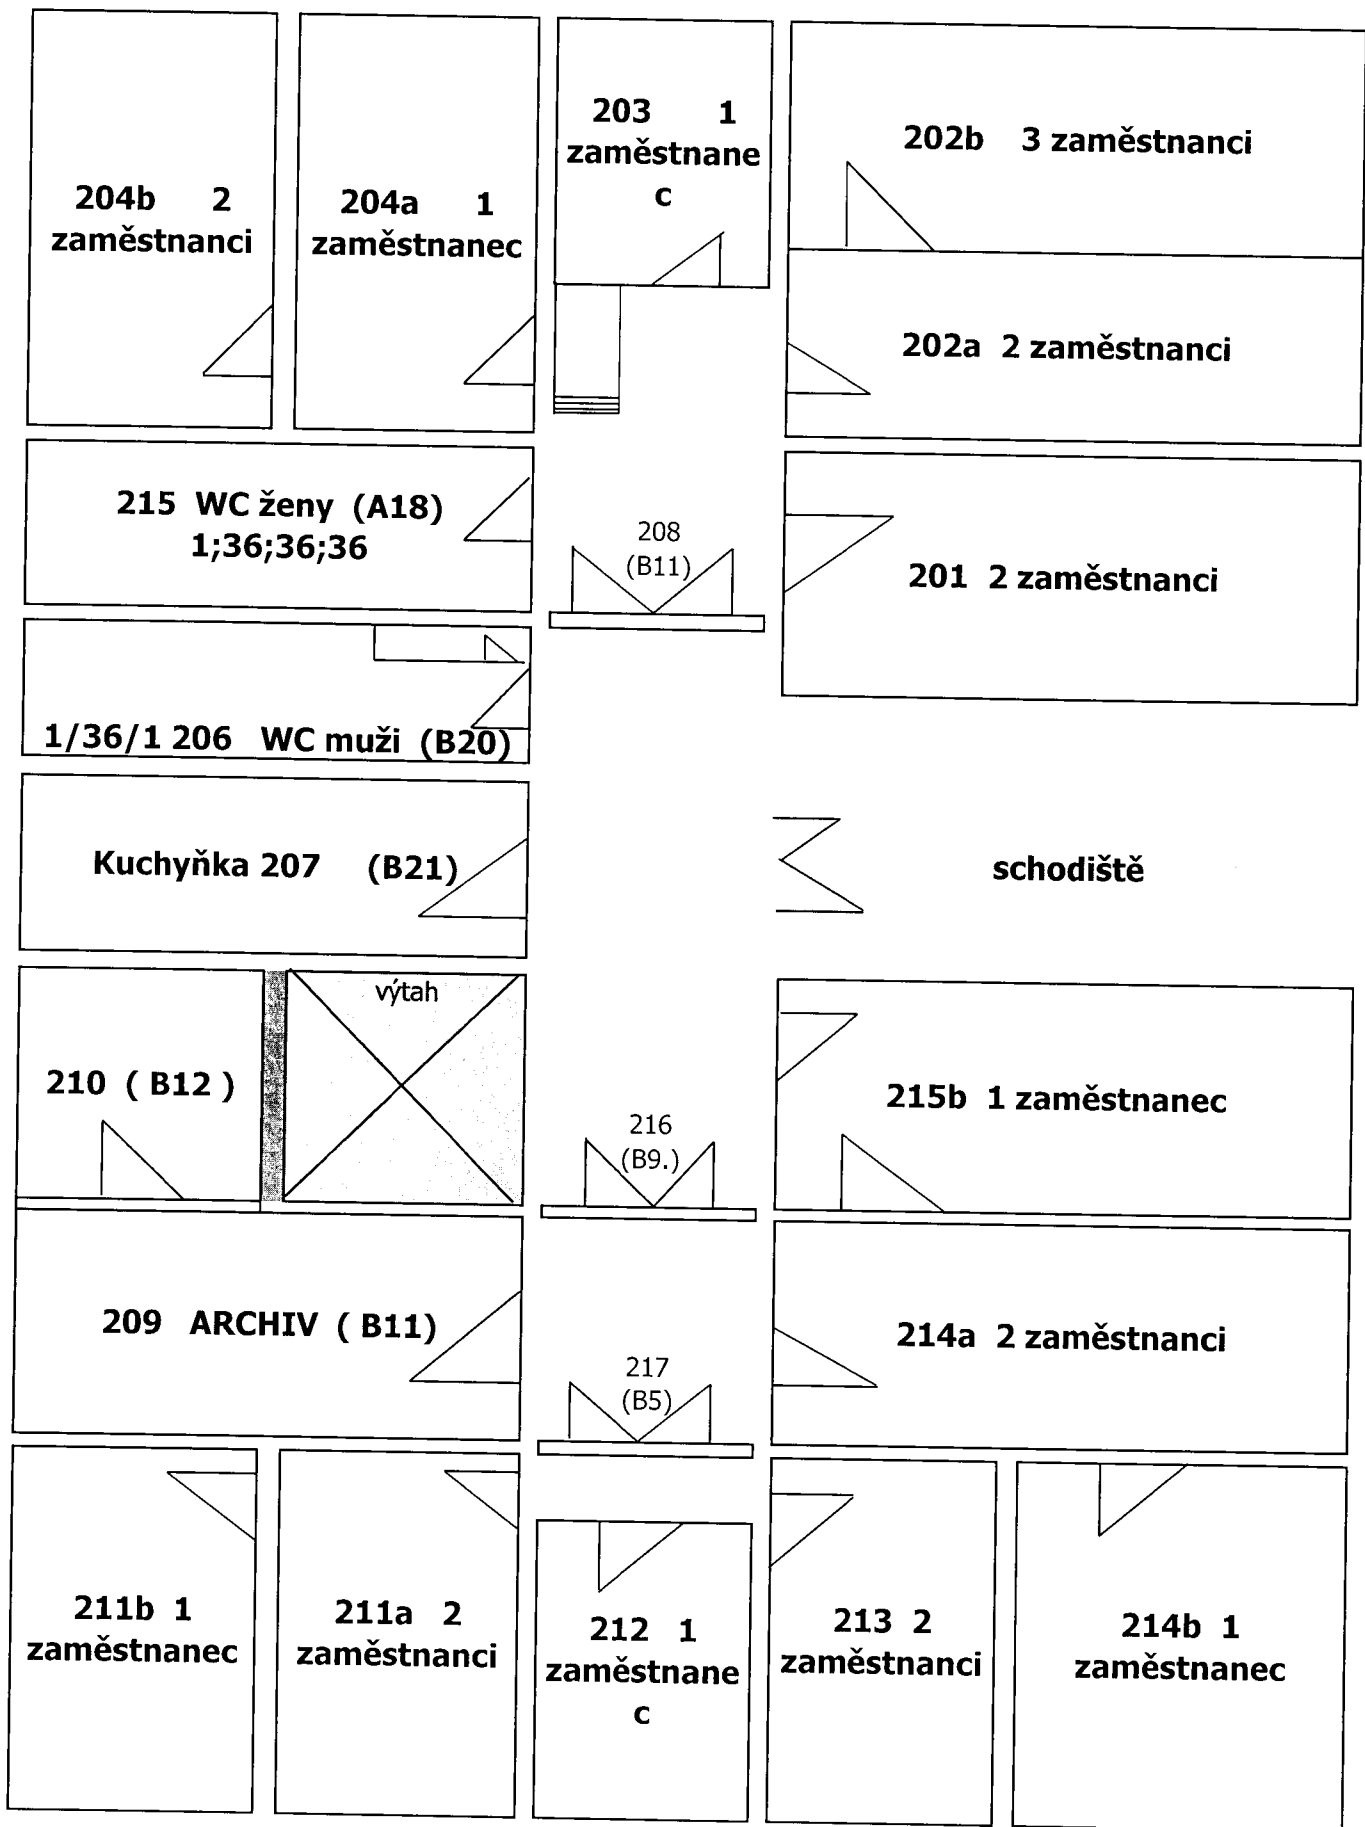 204b 2
zaměstnanci
204a 1
zaměstnanec
203 1
zaměstnane
c
202b 3 zaměstnanci
202a 2 zaměstnanci
215 WC ženy (A18)
1;36;36;36
208
(B11)
201 2 zaměstnanci
1/36/1 206 WC muži (B20)
Kuchyňka 207 (B21)
schodiště
výtah
210 ( B12 )
216
(B9.)
215b 1 zaměstnanec
209 ARCHIV ( B11)
217
(B5)
214a 2 zaměstnanci
211b 1
zaměstnanec
211a 2
zaměstnanci
212 1
zaměstnane
c
213 2
zaměstnanci
214b 1
zaměstnanec